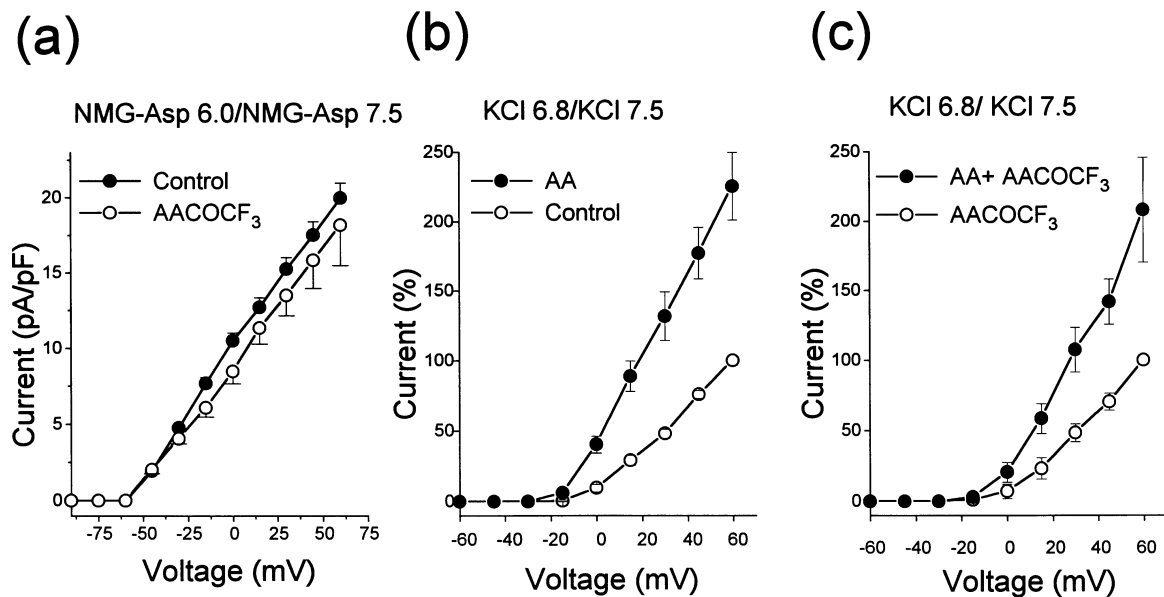 (a)
NMG-Asp 6.0/NMG-Asp 7.5
Control
AACOCF₃
Current (pA/pF)
20
15
10
5
0
-75
-50
-25
0
25
50
75
Voltage (mV)
(b)
KCl 6.8/KCl 7.5
AA
Control
Current (%)
250
200
150
100
50
0
-60
-40
-20
0
20
40
60
Voltage (mV)
(c)
KCl 6.8/ KCl 7.5
AA+ AACOCF₃
AACOCF₃
Current (%)
250
200
150
100
50
0
-60
-40
-20
0
20
40
60
Voltage (mV)